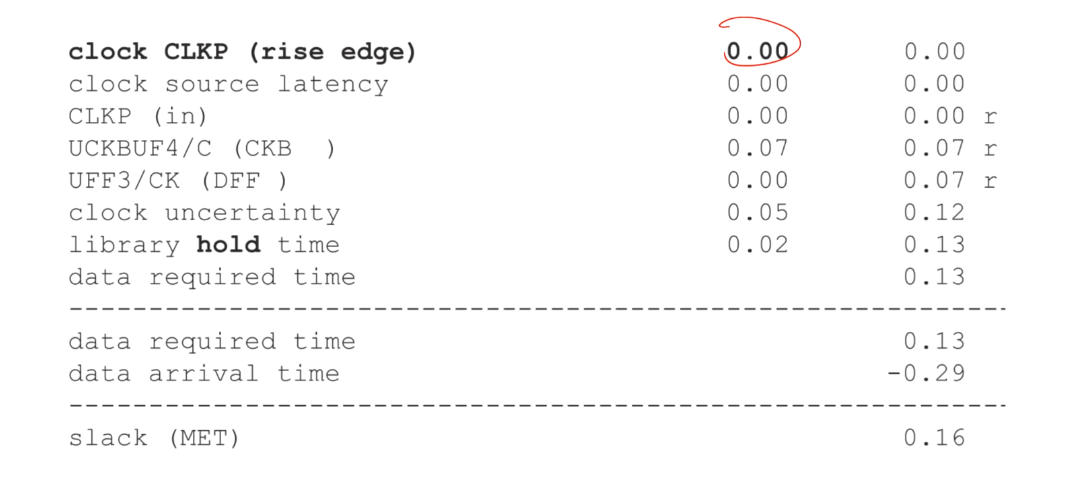 clock CLKP (rise edge) 0.00 0.00
clock source latency 0.00 0.00
CLKP (in) 0.00 0.00 r
UCKBUF4/C (CKB ) 0.07 0.07 r
UFF3/CK (DFF ) 0.00 0.07 r
clock uncertainty 0.05 0.12
library hold time 0.02 0.13
data required time 0.13
-----------------------------------------------------------
data required time 0.13
data arrival time -0.29
-----------------------------------------------------------
slack (MET) 0.16